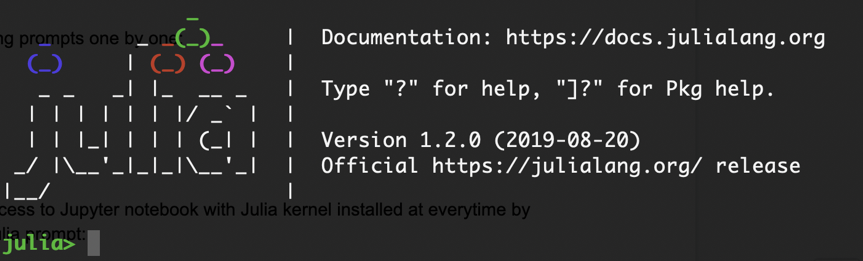 ng prompts one by one
Documentation: https://docs.julialang.org
Type "?" for help, "]?" for Pkg help.
Version 1.2.0 (2019-08-20)
Official https://julialang.org/ release
cess to Jupyter notebook with Julia kernel installed at everytime by
ulia prompt:
julia>